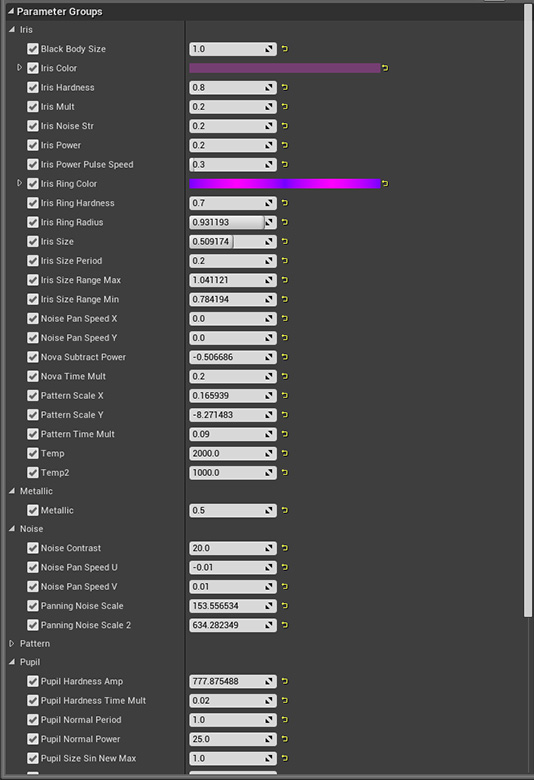 Parameter Groups
Iris
Black Body Size 1.0
Iris Color
Iris Hardness 0.8
Iris Mult 0.2
Iris Noise Str 0.2
Iris Power 0.2
Iris Power Pulse Speed 0.3
Iris Ring Color
Iris Ring Hardness 0.7
Iris Ring Radius 0.931193
Iris Size 0.509174
Iris Size Period 0.2
Iris Size Range Max 1.041121
Iris Size Range Min 0.784194
Noise Pan Speed X 0.0
Noise Pan Speed Y 0.0
Nova Subtract Power -0.506686
Nova Time Mult 0.2
Pattern Scale X 0.165939
Pattern Scale Y -8.271483
Pattern Time Mult 0.09
Temp 2000.0
Temp2 1000.0
Metallic
Metallic 0.5
Noise
Noise Contrast 20.0
Noise Pan Speed U -0.01
Noise Pan Speed V 0.01
Panning Noise Scale 153.556534
Panning Noise Scale 2 634.282349
Pattern
Pupil
Pupil Hardness Amp 777.875488
Pupil Hardness Time Mult 0.02
Pupil Normal Period 1.0
Pupil Normal Power 25.0
Pupil Size Sin New Max 1.0